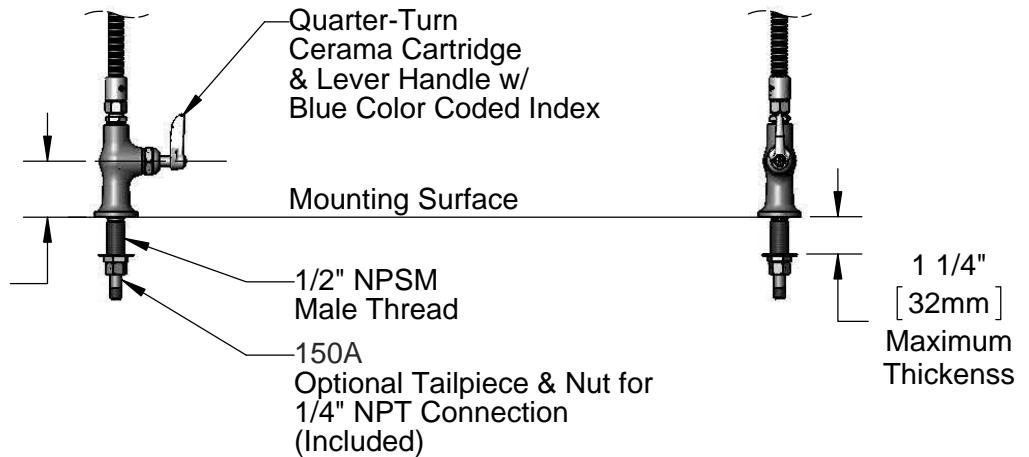 Quarter-Turn
Cerama Cartridge
& Lever Handle w/
Blue Color Coded Index
Mounting Surface
1/2" NPSM
Male Thread
150A
Optional Tailpiece & Nut for
1/4" NPT Connection
(Included)
1 1/4"
[32mm]
Maximum
Thickenss